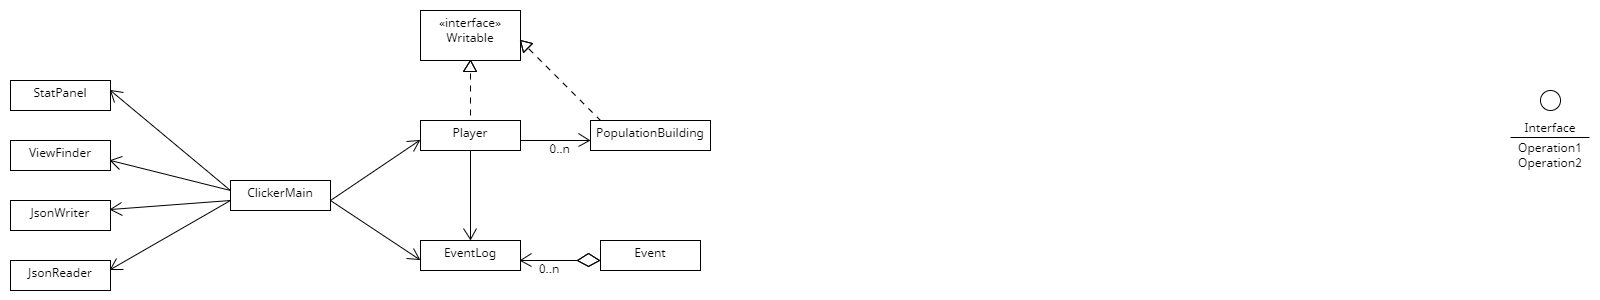 «interface»
Writable
StatPanel
Player
PopulationBuilding
0..n
ViewFinder
ClickerMain
JsonWriter
EventLog
Event
0..n
JsonReader
Interface
Operation1
Operation2